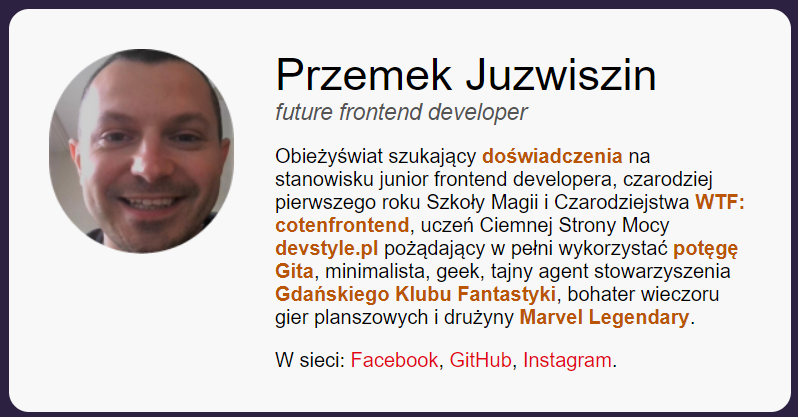 Przemek Juzwiszin
future frontend developer
Obieżyświat szukający doświadczenia na
stanowisku junior frontend developera, czarodziej
pierwszego roku Szkoły Magii i Czarodziejstwa WTF:
cotenfrontend, uczeń Ciemnej Strony Mocy
devstyle.pl pożądający w pełni wykorzystać potęgę
Gita, minimalista, geek, tajny agent stowarzyszenia
Gdańskiego Klubu Fantastyki, bohater wieczoru
gier planszowych i drużyny Marvel Legendary.
W sieci: Facebook, GitHub, Instagram.